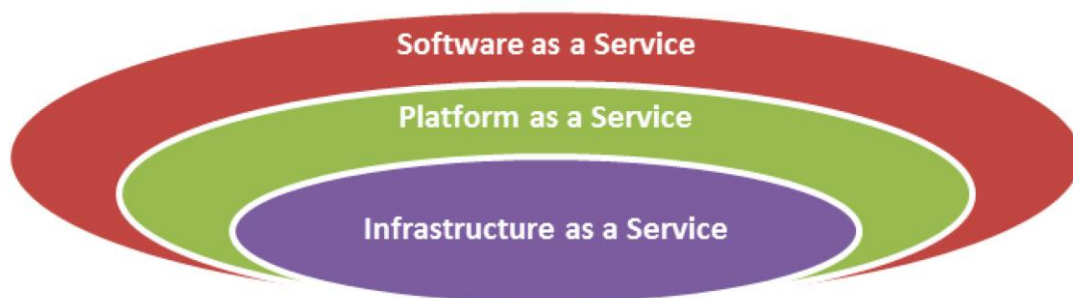 Software as a Service
Platform as a Service
Infrastructure as a Service